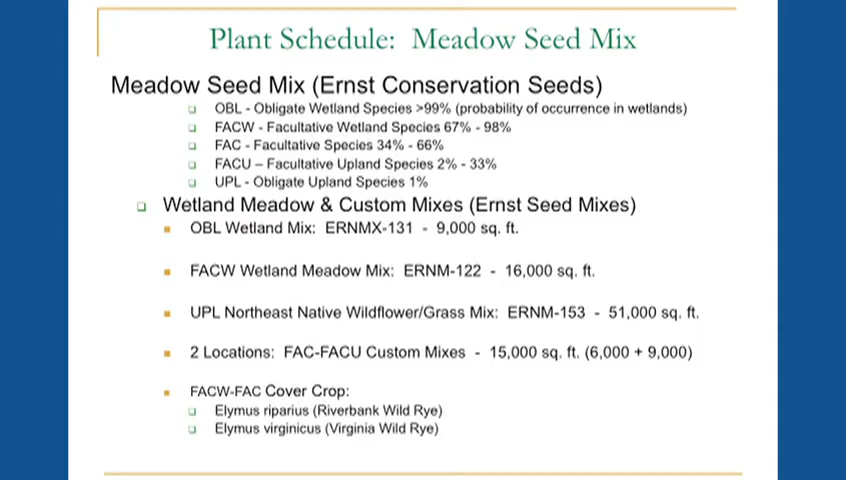 Plant Schedule: Meadow Seed Mix
Meadow Seed Mix (Ernst Conservation Seeds)
OBL - Obligate Wetland Species >99% (probability of occurrence in wetlands)
FACW - Facultative Wetland Species 67% - 98%
FAC - Facultative Species 34% - 66%
FACU – Facultative Upland Species 2% - 33%
UPL - Obligate Upland Species 1%
Wetland Meadow & Custom Mixes (Ernst Seed Mixes)
OBL Wetland Mix: ERNMX-131 - 9,000 sq. ft.
FACW Wetland Meadow Mix: ERNM-122 - 16,000 sq. ft.
UPL Northeast Native Wildflower/Grass Mix: ERNM-153 - 51,000 sq. ft.
2 Locations: FAC-FACU Custom Mixes - 15,000 sq. ft. (6,000 + 9,000)
FACW-FAC Cover Crop:
Elymus riparius (Riverbank Wild Rye)
Elymus virginicus (Virginia Wild Rye)